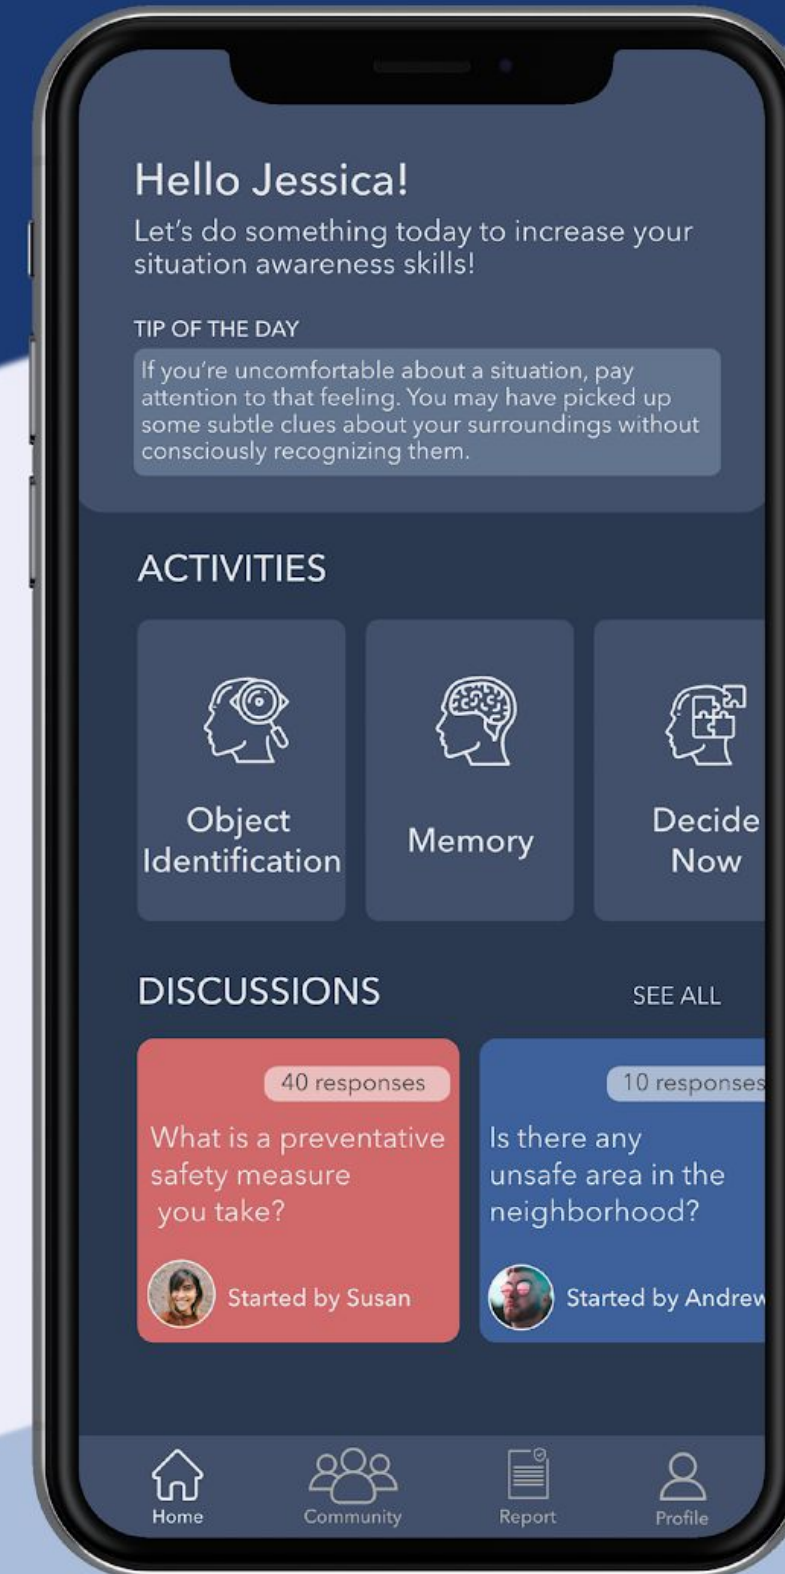 Hello Jessica!
Let's do something today to increase your
situation awareness skills!
TIP OF THE DAY
If you're uncomfortable about a situation, pay
attention to that feeling. You may have picked up
some subtle clues about your surroundings without
consciously recognizing them.
ACTIVITIES
Object
Identification
Memory
Decide
Now
DISCUSSIONS
SEE ALL
40 responses
What is a preventative
safety measure
you take?
Started by Susan
10 responses
Is there any
unsafe area in the
neighborhood?
Started by Andrew
Home
Community
Report
Profile